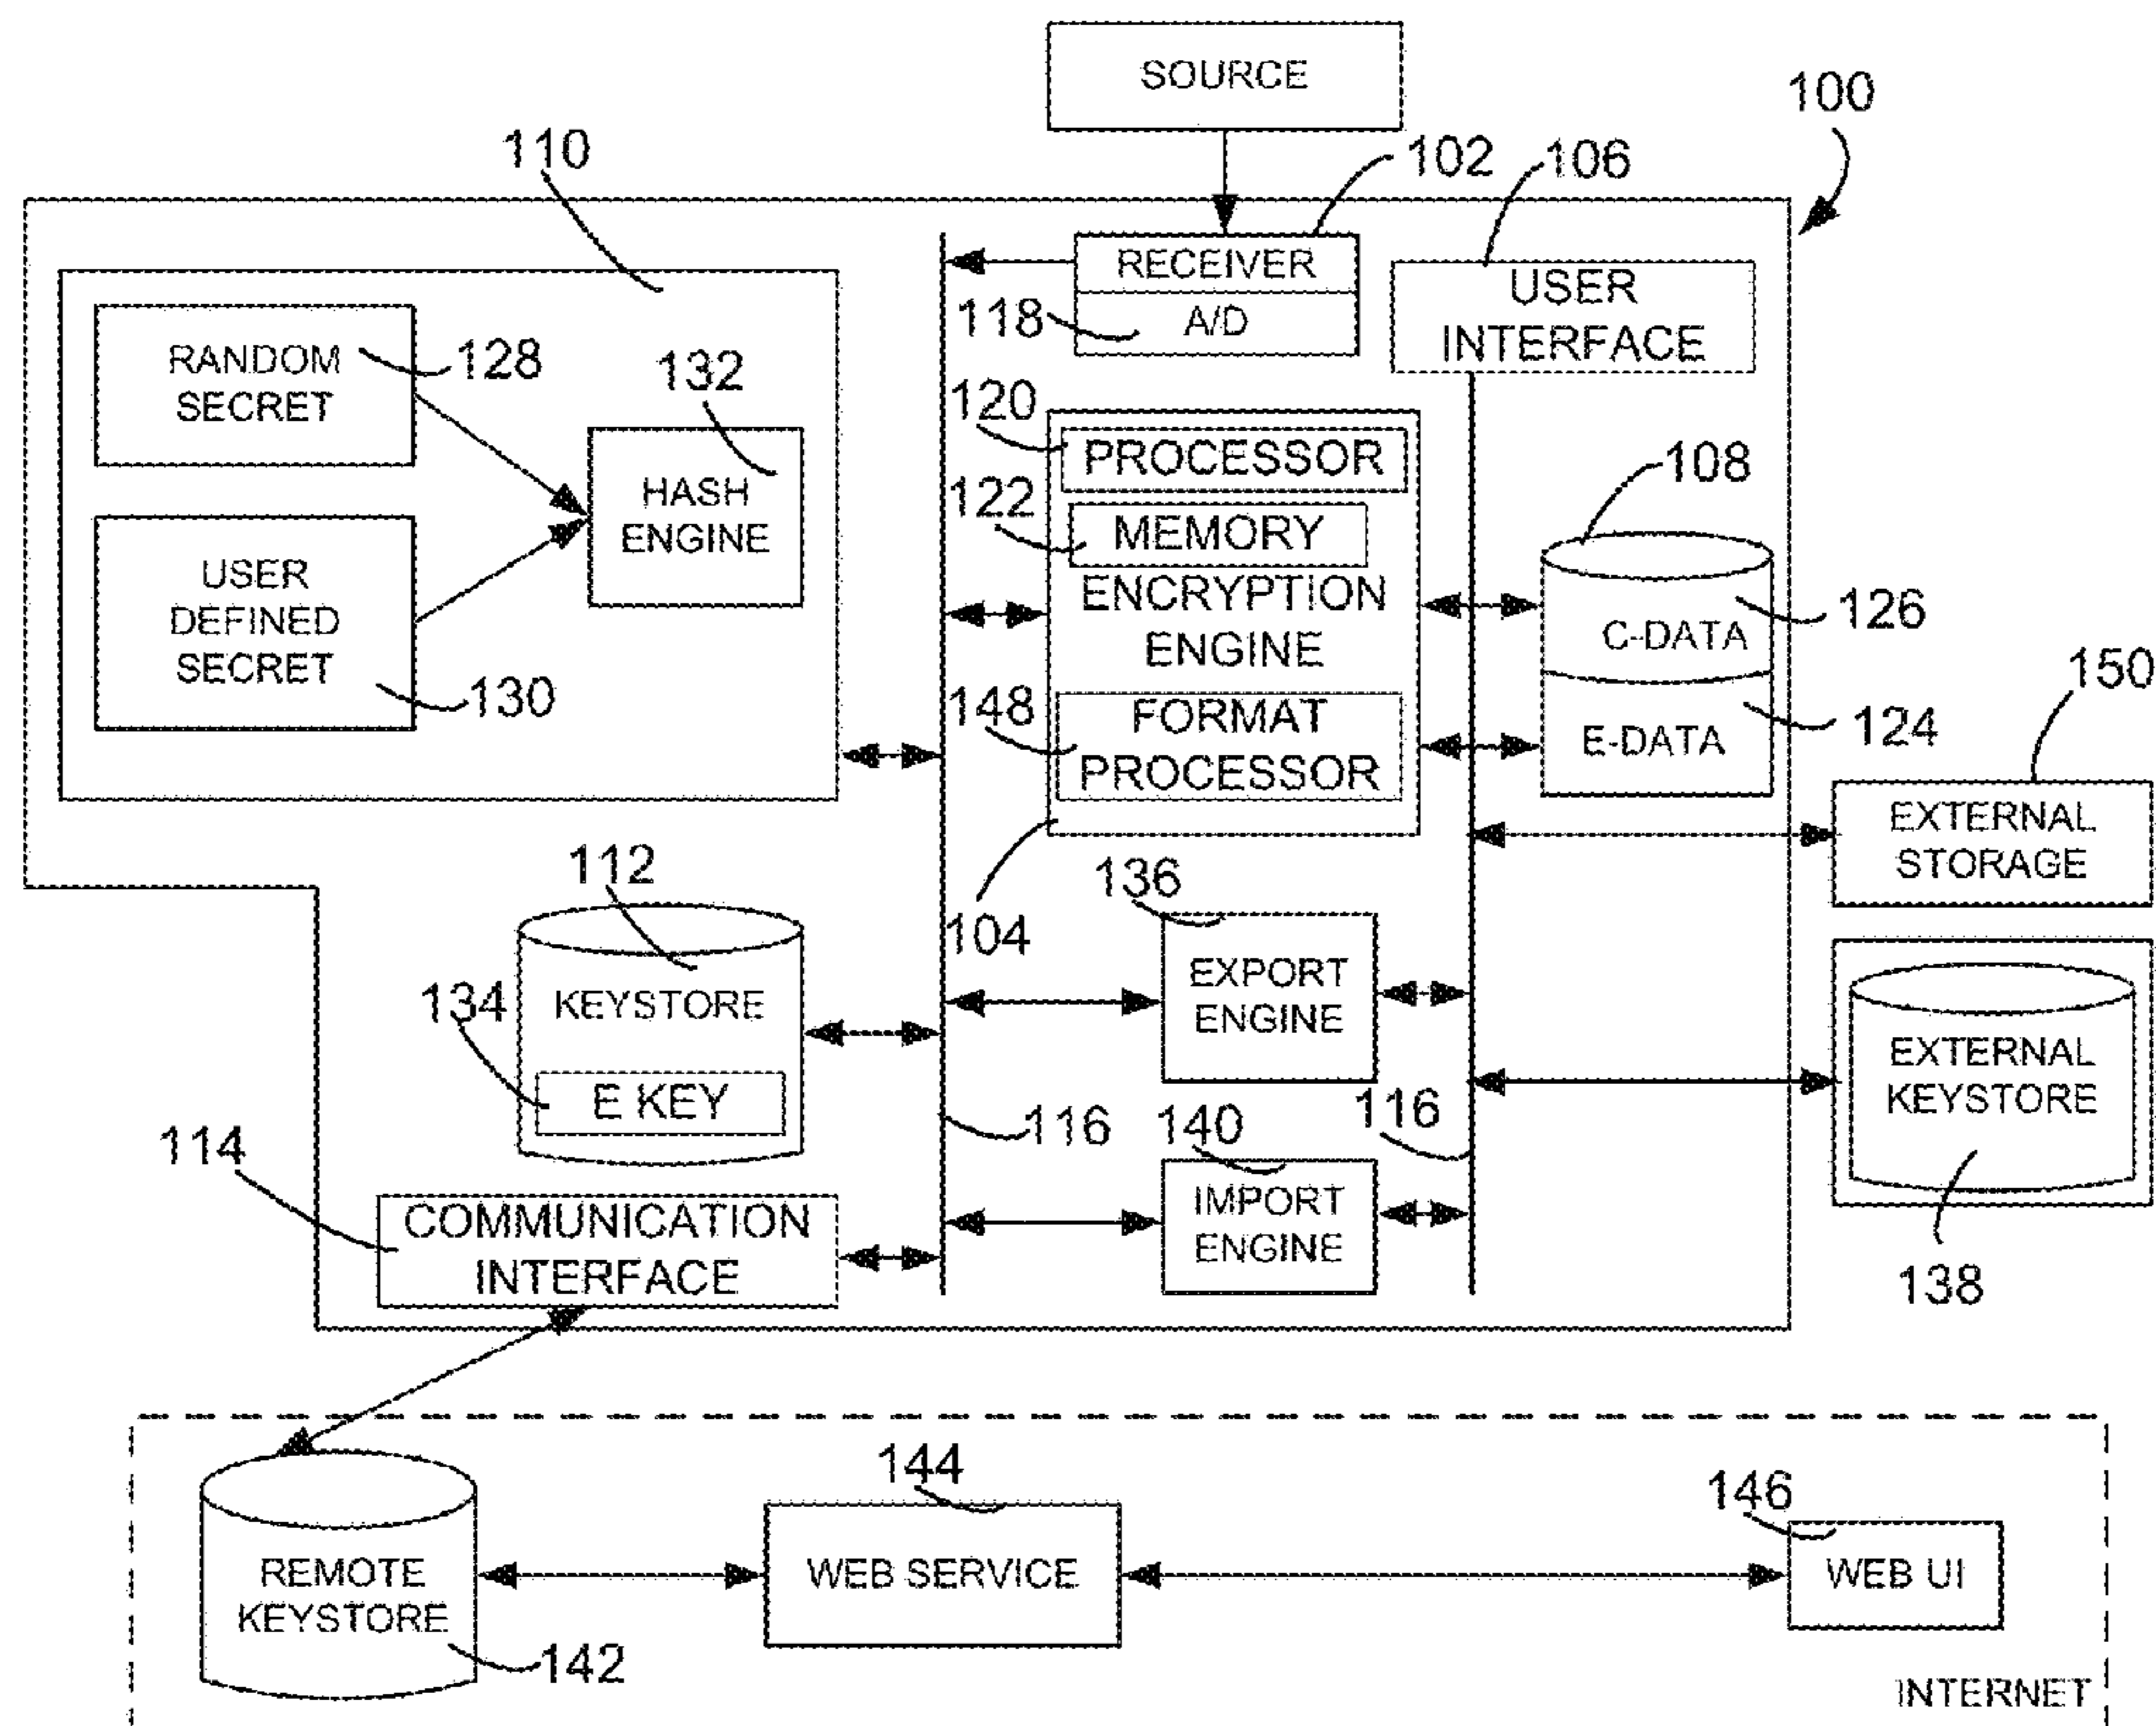 SOURCE
100
110
102
106
RECEIVER
A/D
118
USER
INTERFACE
RANDOM
SECRET
128
132
HASH
ENGINE
USER
DEFINED
SECRET
130
120
PROCESSOR
122
MEMORY
ENCRYPTION
ENGINE
148
FORMAT
PROCESSOR
104
108
C-DATA
126
E-DATA
124
150
EXTERNAL
STORAGE
112
KEYSTORE
134
E KEY
136
EXPORT
ENGINE
116
116
EXTERNAL
KEYSTORE
138
114
COMMUNICATION
INTERFACE
140
IMPORT
ENGINE
REMOTE
KEYSTORE
142
144
WEB SERVICE
146
WEB UI
INTERNET